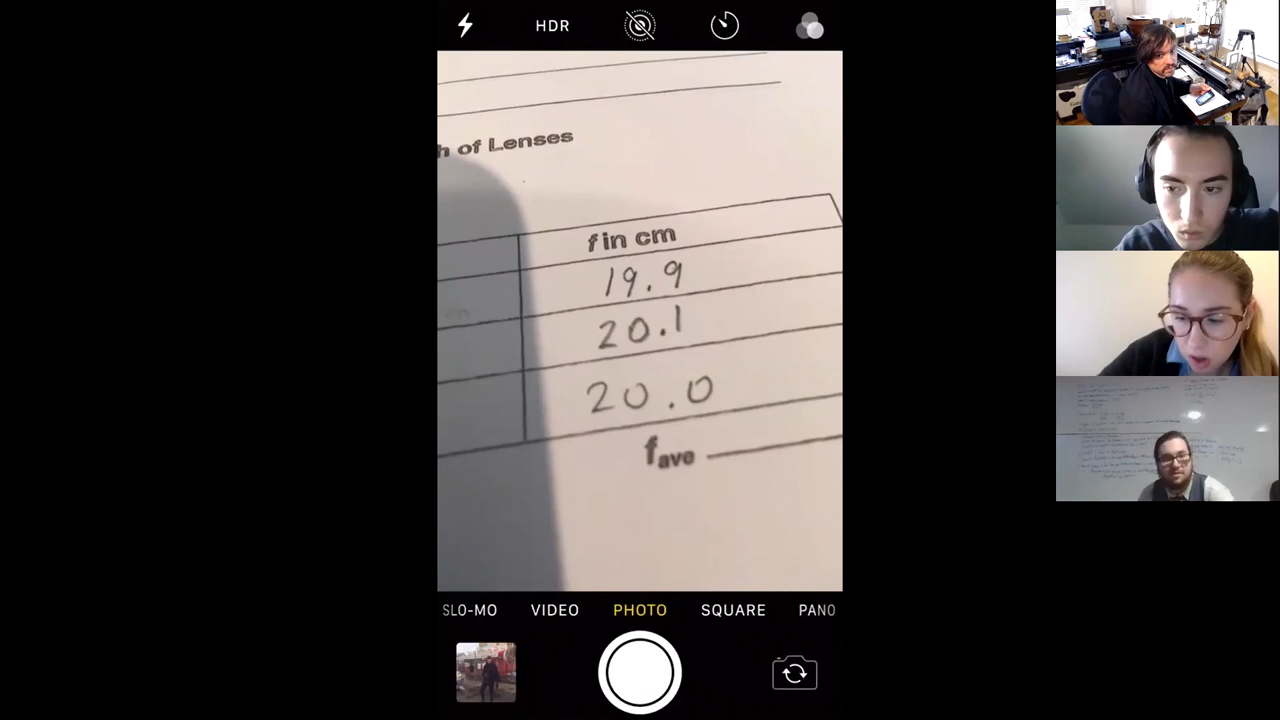 HDR
h of Lenses
f in cm
19.9
20.1
20.0
fave
SLO-MO VIDEO PHOTO SQUARE PANO